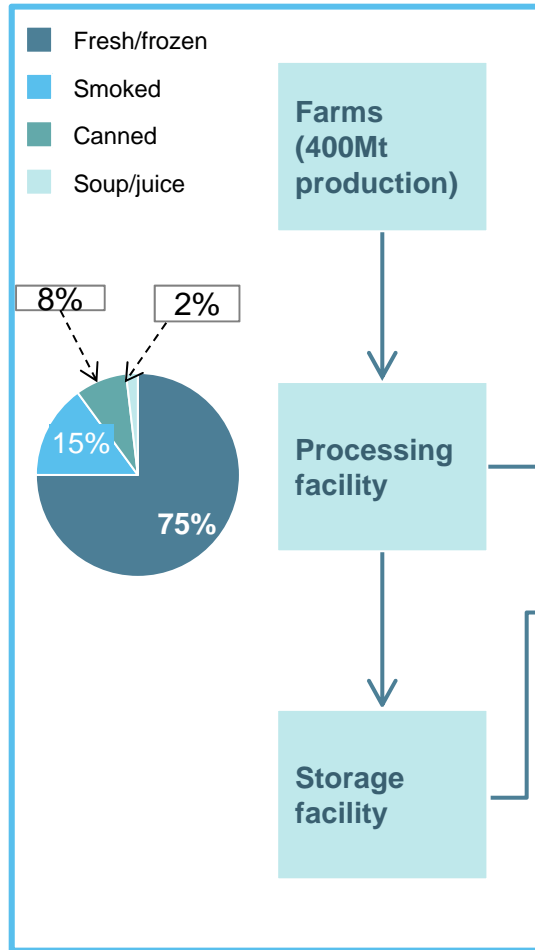 Fresh/frozen
Smoked
Canned
Soup/juice
Farms
(400Mt
production)
8%
2%
15%
75%
Processing
facility
Storage
facility